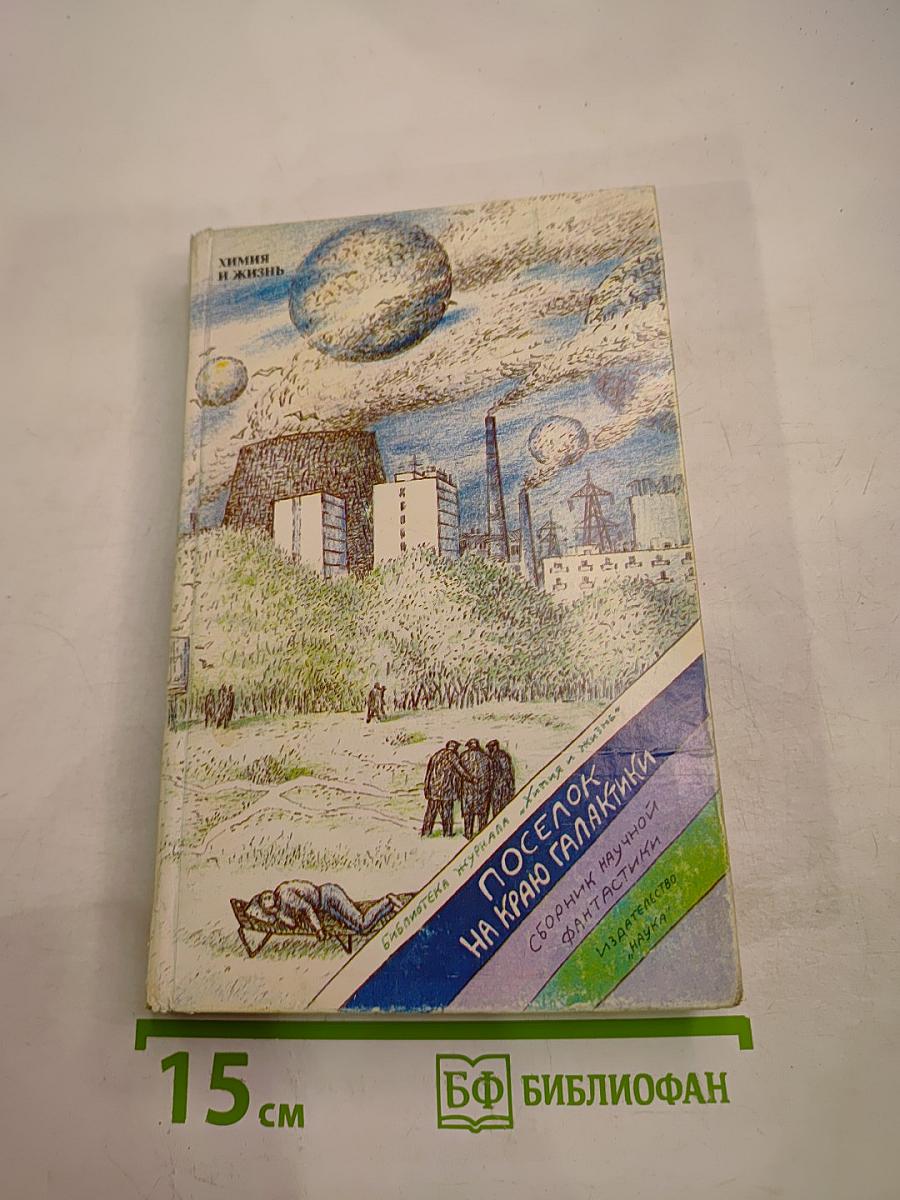 ХИМИЯ
И ЖИЗНЬ
БИБЛИОТЕКА ЖУРНАЛА «ХИМИЯ И ЖИЗНЬ»
ПОСЕЛОК
НА КРАЮ ГАЛАКТИКИ
СБОРНИК НАУЧНОЙ
ФАНТАСТИКИ
ИЗДАТЕЛЬСТВО
„НАУКА“
15 см
БФ БИБЛИОФАН